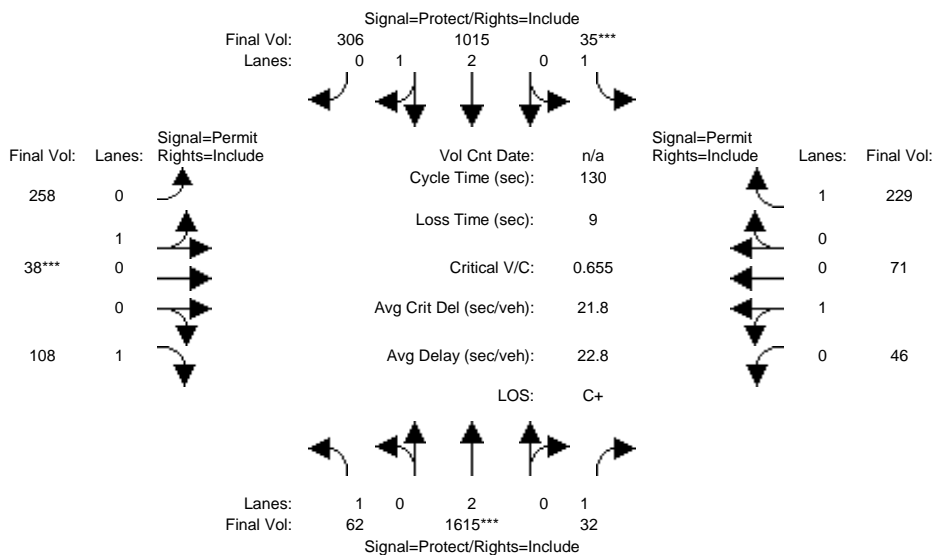 Signal=Protect/Rights=Include
Final Vol: 306 1015 35***
Lanes: 0 1 2 0 1
Signal=Permit Signal=Permit
Final Vol: Lanes: Rights=Include Vol Cnt Date: n/a Rights=Include Lanes: Final Vol:
Cycle Time (sec): 130
258 0 1 229
Loss Time (sec): 9
1 0
38*** 0 Critical V/C: 0.655 0 71
0 Avg Crit Del (sec/veh): 21.8 1
108 1 Avg Delay (sec/veh): 22.8 0 46
LOS: C+
Lanes: 1 0 2 0 1
Final Vol: 62 1615*** 32
Signal=Protect/Rights=Include